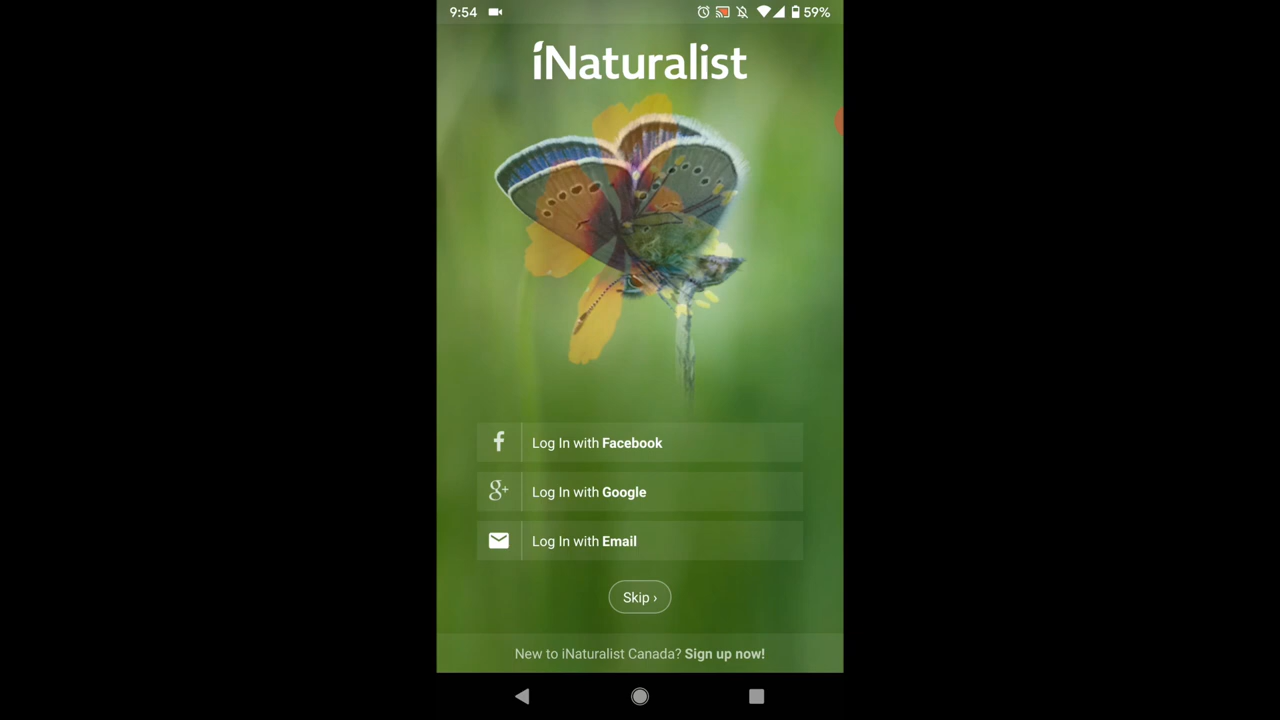 9:54 59%
iNaturalist
Log In with Facebook
Log In with Google
Log In with Email
Skip ›
New to iNaturalist Canada? Sign up now!